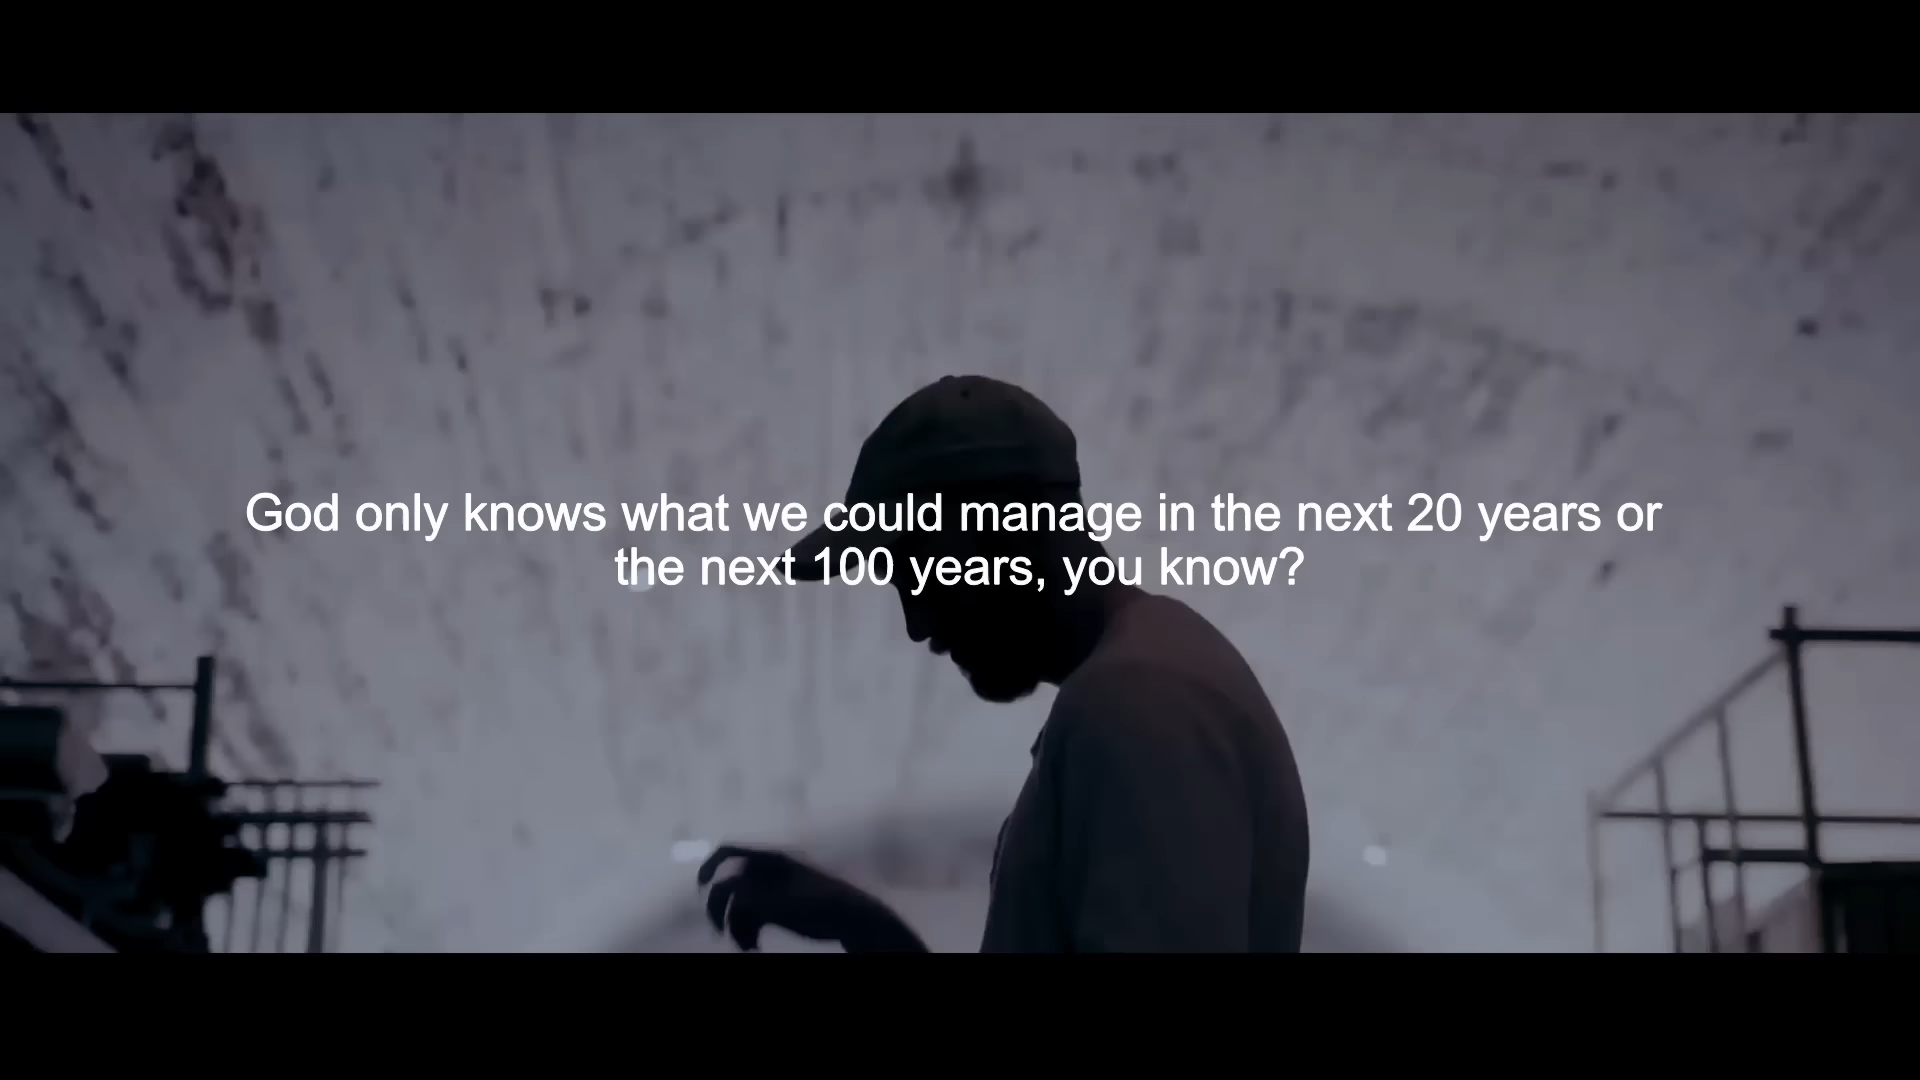 God only knows what we could manage in the next 20 years or
the next 100 years, you know?